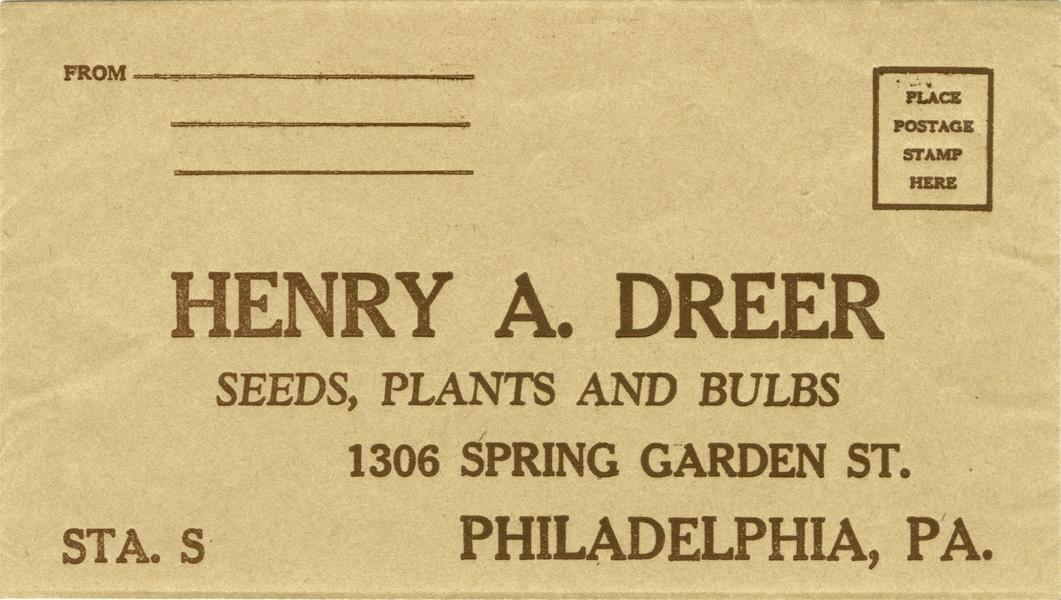 FROM
PLACE
POSTAGE
STAMP
HERE
HENRY A. DREER
SEEDS, PLANTS AND BULBS
1306 SPRING GARDEN ST.
STA. S PHILADELPHIA, PA.